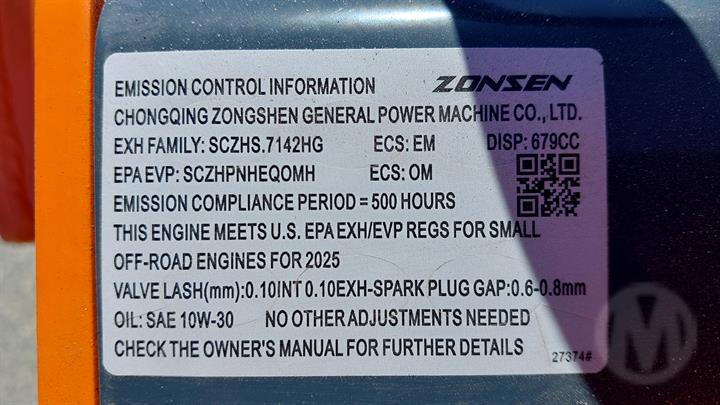 EMISSION CONTROL INFORMATION ZONSEN
CHONGQING ZONGSHEN GENERAL POWER MACHINE CO.,LTD.
EXH FAMILY: SCZHS.7142HG ECS: EM DISP: 679CC
EPA EVP: SCZHPNHEQOMH ECS: OM
EMISSION COMPLIANCE PERIOD = 500 HOURS
THIS ENGINE MEETS U.S. EPA EXH/EVP REGS FOR SMALL
OFF-ROAD ENGINES FOR 2025
VALVE LASH(mm):0.10INT 0.10EXH-SPARK PLUG GAP:0.6-0.8mm
OIL: SAE 10W-30 NO OTHER ADJUSTMENTS NEEDED
CHECK THE OWNER'S MANUAL FOR FURTHER DETAILS 27374#
M